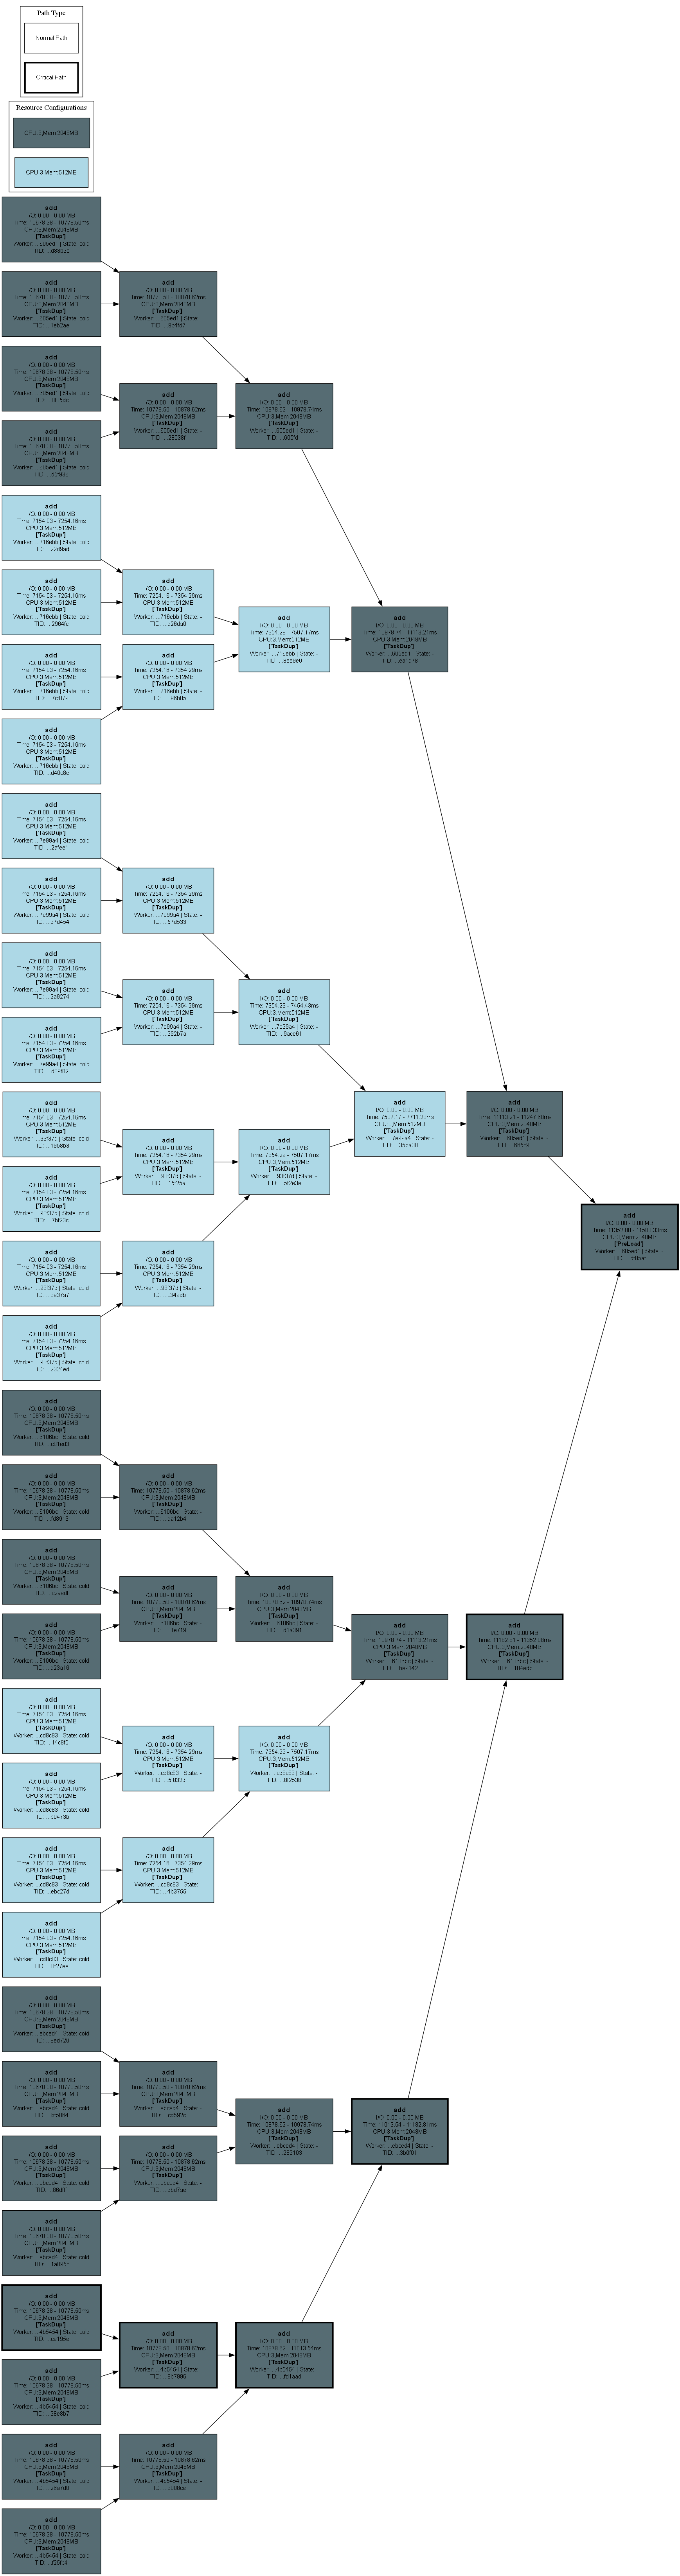 Path Type
Normal Path
Critical Path
Resource Configurations
CPU:3,Mem:2048MB
CPU:3,Mem:512MB
add
I/O: 0.00 - 0.00 MB
Time: 10678.38 - 10778.50ms
CPU:3,Mem:2048MB
['TaskDup']
Worker: ...605ed1 | State: cold
TID:
add
I/O: 0.00 - 0.00 MB
Time: 10678.38 - 10778.50ms
CPU:3,Mem:2048MB
['TaskDup']
Worker: ...605ed1 | State: cold
TID: ...1eb2ae
add
I/O: 0.00 - 0.00 MB
Time: 10778.50 - 10878.62ms
CPU:3,Mem:2048MB
['TaskDup']
Worker: ...605ed1 | State: -
TID: ...9b4fd7
add
I/O: 0.00 - 0.00 MB
Time: 10678.38 - 10778.50ms
CPU:3,Mem:2048MB
['TaskDup']
Worker: ...605ed1 | State: cold
TID: ...0f35dc
add
I/O: 0.00 - 0.00 MB
Time: 10778.50 - 10878.62ms
CPU:3,Mem:2048MB
['TaskDup']
Worker: ...605ed1 | State: -
TID: ...28038f
add
I/O: 0.00 - 0.00 MB
Time: 10878.62 - 10978.74ms
CPU:3,Mem:2048MB
['TaskDup']
Worker: ...605ed1 | State: -
TID: ...805fd1
add
I/O: 0.00 - 0.00 MB
Time: 10678.38 - 10778.50ms
CPU:3,Mem:2048MB
['TaskDup']
Worker: ...605ed1 | State: cold
TID:
add
I/O: 0.00 - 0.00 MB
Time: 7154.03 - 7254.16ms
CPU:3,Mem:512MB
['TaskDup']
Worker: ...716ebb | State: cold
TID: ...22d9ad
add
I/O: 0.00 - 0.00 MB
Time: 7154.03 - 7254.16ms
CPU:3,Mem:512MB
['TaskDup']
Worker: ...716ebb | State: cold
TID: ...2964fc
add
I/O: 0.00 - 0.00 MB
Time: 7254.16 - 7354.29ms
CPU:3,Mem:512MB
['TaskDup']
Worker: ...716ebb | State: -
TID: ...d26da0
add
I/O: 0.00 - 0.00 MB
Time: 7354.29 - 7507.17ms
CPU:3,Mem:512MB
['TaskDup']
Worker: ...716ebb | State: -
TID: ...8ee9e0
add
I/O: 0.00 - 0.00 MB
Time: 10978.74 - 11113.21ms
CPU:3,Mem:2048MB
['TaskDup']
Worker: ...605ed1 | State: -
TID:
add
I/O: 0.00 - 0.00 MB
Time: 7154.03 - 7254.16ms
CPU:3,Mem:512MB
['TaskDup']
Worker: ...716ebb | State: cold
TID:
add
I/O: 0.00 - 0.00 MB
Time: 7254.16 - 7354.29ms
CPU:3,Mem:512MB
['TaskDup']
Worker: ...716ebb | State: -
TID:
add
I/O: 0.00 - 0.00 MB
Time: 7154.03 - 7254.16ms
CPU:3,Mem:512MB
['TaskDup']
Worker: ...716ebb | State: cold
TID: ...d40c8e
add
I/O: 0.00 - 0.00 MB
Time: 7154.03 - 7254.16ms
CPU:3,Mem:512MB
['TaskDup']
Worker: ...7e99a4 | State: cold
TID: ...2afee1
add
I/O: 0.00 - 0.00 MB
Time: 7154.03 - 7254.16ms
CPU:3,Mem:512MB
['TaskDup']
Worker: ...7e99a4 | State: cold
TID: ...97d454
add
I/O: 0.00 - 0.00 MB
Time: 7254.16 - 7354.29ms
CPU:3,Mem:512MB
['TaskDup']
Worker: ...7e99a4 | State: -
TID: ...57d533
add
I/O: 0.00 - 0.00 MB
Time: 7154.03 - 7254.16ms
CPU:3,Mem:512MB
['TaskDup']
Worker: ...7e99a4 | State: cold
TID: ...2a9274
add
I/O: 0.00 - 0.00 MB
Time: 7254.16 - 7354.29ms
CPU:3,Mem:512MB
['TaskDup']
Worker: ...7e99a4 | State: -
TID: ...992b7a
add
I/O: 0.00 - 0.00 MB
Time: 7354.29 - 7454.43ms
CPU:3,Mem:512MB
['TaskDup']
Worker: ...7e99a4 | State: -
TID: ...9ace61
add
I/O: 0.00 - 0.00 MB
Time: 7154.03 - 7254.16ms
CPU:3,Mem:512MB
['TaskDup']
Worker: ...7e99a4 | State: cold
TID: ...d89f82
add
I/O: 0.00 - 0.00 MB
Time: 7154.03 - 7254.16ms
CPU:3,Mem:512MB
['TaskDup']
Worker: ...93f37d | State: cold
TID:
add
I/O: 0.00 - 0.00 MB
Time: 7507.17 - 7711.28ms
CPU:3,Mem:512MB
['TaskDup']
Worker: ...7e99a4 | State: -
TID: ...35ba38
add
I/O: 0.00 - 0.00 MB
Time: 11113.21 - 11247.68ms
CPU:3,Mem:2048MB
['TaskDup']
Worker: ...605ed1 | State: -
TID:
add
I/O: 0.00 - 0.00 MB
Time: 7154.03 - 7254.16ms
CPU:3,Mem:512MB
['TaskDup']
Worker: ...93f37d | State: cold
TID: ...7bf23c
add
I/O: 0.00 - 0.00 MB
Time: 7254.16 - 7354.29ms
CPU:3,Mem:512MB
['TaskDup']
Worker: ...93f37d | State: -
TID: ...15f25a
add
I/O: 0.00 - 0.00 MB
Time: 7354.29 - 7507.17ms
CPU:3,Mem:512MB
['TaskDup']
Worker: ...93f37d | State: -
TID: ...5f2e3e
add
I/O: 0.00 - 0.00 MB
Time: 11352.08 - 11503.33ms
CPU:3,Mem:2048MB
['PreLoad']
Worker: ...605ed1 | State: -
TID:
add
I/O: 0.00 - 0.00 MB
Time: 7154.03 - 7254.16ms
CPU:3,Mem:512MB
['TaskDup']
Worker: ...93f37d | State: cold
TID: ...3e37a7
add
I/O: 0.00 - 0.00 MB
Time: 7254.16 - 7354.29ms
CPU:3,Mem:512MB
['TaskDup']
Worker: ...93f37d | State: -
TID: ...c349db
add
I/O: 0.00 - 0.00 MB
Time: 7154.03 - 7254.16ms
CPU:3,Mem:512MB
['TaskDup']
Worker: ...93f37d | State: cold
TID: ...2324ed
add
I/O: 0.00 - 0.00 MB
Time: 10678.38 - 10778.50ms
CPU:3,Mem:2048MB
['TaskDup']
Worker: ...6106bc | State: cold
TID: ...c01ed3
add
I/O: 0.00 - 0.00 MB
Time: 10678.38 - 10778.50ms
CPU:3,Mem:2048MB
['TaskDup']
Worker: ...6106bc | State: cold
TID:
add
I/O: 0.00 - 0.00 MB
Time: 10778.50 - 10878.62ms
CPU:3,Mem:2048MB
['TaskDup']
Worker: ...6106bc | State: -
TID: ...da12b4
add
I/O: 0.00 - 0.00 MB
Time: 10678.38 - 10778.50ms
CPU:3,Mem:2048MB
['TaskDup']
Worker: ...6106bc | State: cold
TID:
add
I/O: 0.00 - 0.00 MB
Time: 10778.50 - 10878.62ms
CPU:3,Mem:2048MB
['TaskDup']
Worker: ...6106bc | State: -
TID: ...31e719
add
I/O: 0.00 - 0.00 MB
Time: 10878.62 - 10978.74ms
CPU:3,Mem:2048MB
['TaskDup']
Worker: ...6106bc | State: -
TID: ...d1a391
add
I/O: 0.00 - 0.00 MB
Time: 10678.38 - 10778.50ms
CPU:3,Mem:2048MB
['TaskDup']
Worker: ...6106bc | State: cold
TID: ...d23a18
add
I/O: 0.00 - 0.00 MB
Time: 10978.74 - 11113.21ms
CPU:3,Mem:2048MB
['TaskDup']
Worker: ...6106bc | State: -
TID:
add
I/O: 0.00 - 0.00 MB
Time: 11182.81 - 11352.08ms
CPU:3,Mem:2048MB
['TaskDup']
Worker: ...6106bc | State: -
TID:
add
I/O: 0.00 - 0.00 MB
Time: 7154.03 - 7254.16ms
CPU:3,Mem:512MB
['TaskDup']
Worker: ...cd8c83 | State: cold
TID: ...14c8f5
add
I/O: 0.00 - 0.00 MB
Time: 7154.03 - 7254.16ms
CPU:3,Mem:512MB
['TaskDup']
Worker: ...cd8c83 | State: cold
TID:
add
I/O: 0.00 - 0.00 MB
Time: 7254.16 - 7354.29ms
CPU:3,Mem:512MB
['TaskDup']
Worker: ...cd8c83 | State: -
TID: ...5f832d
add
I/O: 0.00 - 0.00 MB
Time: 7354.29 - 7507.17ms
CPU:3,Mem:512MB
['TaskDup']
Worker: ...cd8c83 | State: -
TID: ...8f2538
add
I/O: 0.00 - 0.00 MB
Time: 7154.03 - 7254.16ms
CPU:3,Mem:512MB
['TaskDup']
Worker: ...cd8c83 | State: cold
TID: ...ebc27d
add
I/O: 0.00 - 0.00 MB
Time: 7254.16 - 7354.29ms
CPU:3,Mem:512MB
['TaskDup']
Worker: ...cd8c83 | State: -
TID: ...4b3755
add
I/O: 0.00 - 0.00 MB
Time: 7154.03 - 7254.16ms
CPU:3,Mem:512MB
['TaskDup']
Worker: ...cd8c83 | State: cold
TID: ...0f27ee
add
I/O: 0.00 - 0.00 MB
Time: 10678.38 - 10778.50ms
CPU:3,Mem:2048MB
['TaskDup']
Worker: ...ebced4 | State: cold
TID:
add
I/O: 0.00 - 0.00 MB
Time: 10678.38 - 10778.50ms
CPU:3,Mem:2048MB
['TaskDup']
Worker: ...ebced4 | State: cold
TID:
add
I/O: 0.00 - 0.00 MB
Time: 10778.50 - 10878.62ms
CPU:3,Mem:2048MB
['TaskDup']
Worker: ...ebced4 | State: -
TID: ...cd592c
add
I/O: 0.00 - 0.00 MB
Time: 10878.62 - 10978.74ms
CPU:3,Mem:2048MB
['TaskDup']
Worker: ...ebced4 | State: -
TID: ...289103
add
I/O: 0.00 - 0.00 MB
Time: 11013.54 - 11182.81ms
CPU:3,Mem:2048MB
['TaskDup']
Worker: ...ebced4 | State: -
TID: ...3b0f01
add
I/O: 0.00 - 0.00 MB
Time: 10678.38 - 10778.50ms
CPU:3,Mem:2048MB
['TaskDup']
Worker: ...ebced4 | State: cold
TID:
add
I/O: 0.00 - 0.00 MB
Time: 10778.50 - 10878.62ms
CPU:3,Mem:2048MB
['TaskDup']
Worker: ...ebced4 | State: -
TID: ...dbd7ae
add
I/O: 0.00 - 0.00 MB
Time: 10678.38 - 10778.50ms
CPU:3,Mem:2048MB
['TaskDup']
Worker: ...ebced4 | State: cold
TID:
add
I/O: 0.00 - 0.00 MB
Time: 10678.38 - 10778.50ms
CPU:3,Mem:2048MB
['TaskDup']
Worker: ...4b5454 | State: cold
TID:
add
I/O: 0.00 - 0.00 MB
Time: 10678.38 - 10778.50ms
CPU:3,Mem:2048MB
['TaskDup']
Worker: ...4b5454 | State: cold
TID:
add
I/O: 0.00 - 0.00 MB
Time: 10778.50 - 10878.62ms
CPU:3,Mem:2048MB
['TaskDup']
Worker: ...4b5454 | State: -
TID:
add
I/O: 0.00 - 0.00 MB
Time: 10878.62 - 11013.54ms
CPU:3,Mem:2048MB
['TaskDup']
Worker: ...4b5454 | State: -
TID: ...fd1aad
add
I/O: 0.00 - 0.00 MB
Time: 10678.38 - 10778.50ms
CPU:3,Mem:2048MB
['TaskDup']
Worker: ...4b5454 | State: cold
TID:
add
I/O: 0.00 - 0.00 MB
Time: 10778.50 - 10878.62ms
CPU:3,Mem:2048MB
['TaskDup']
Worker: ...4b5454 | State: -
TID:
add
I/O: 0.00 - 0.00 MB
Time: 10678.38 - 10778.50ms
CPU:3,Mem:2048MB
['TaskDup']
Worker: ...4b5454 | State: cold
TID: ...f25fb4